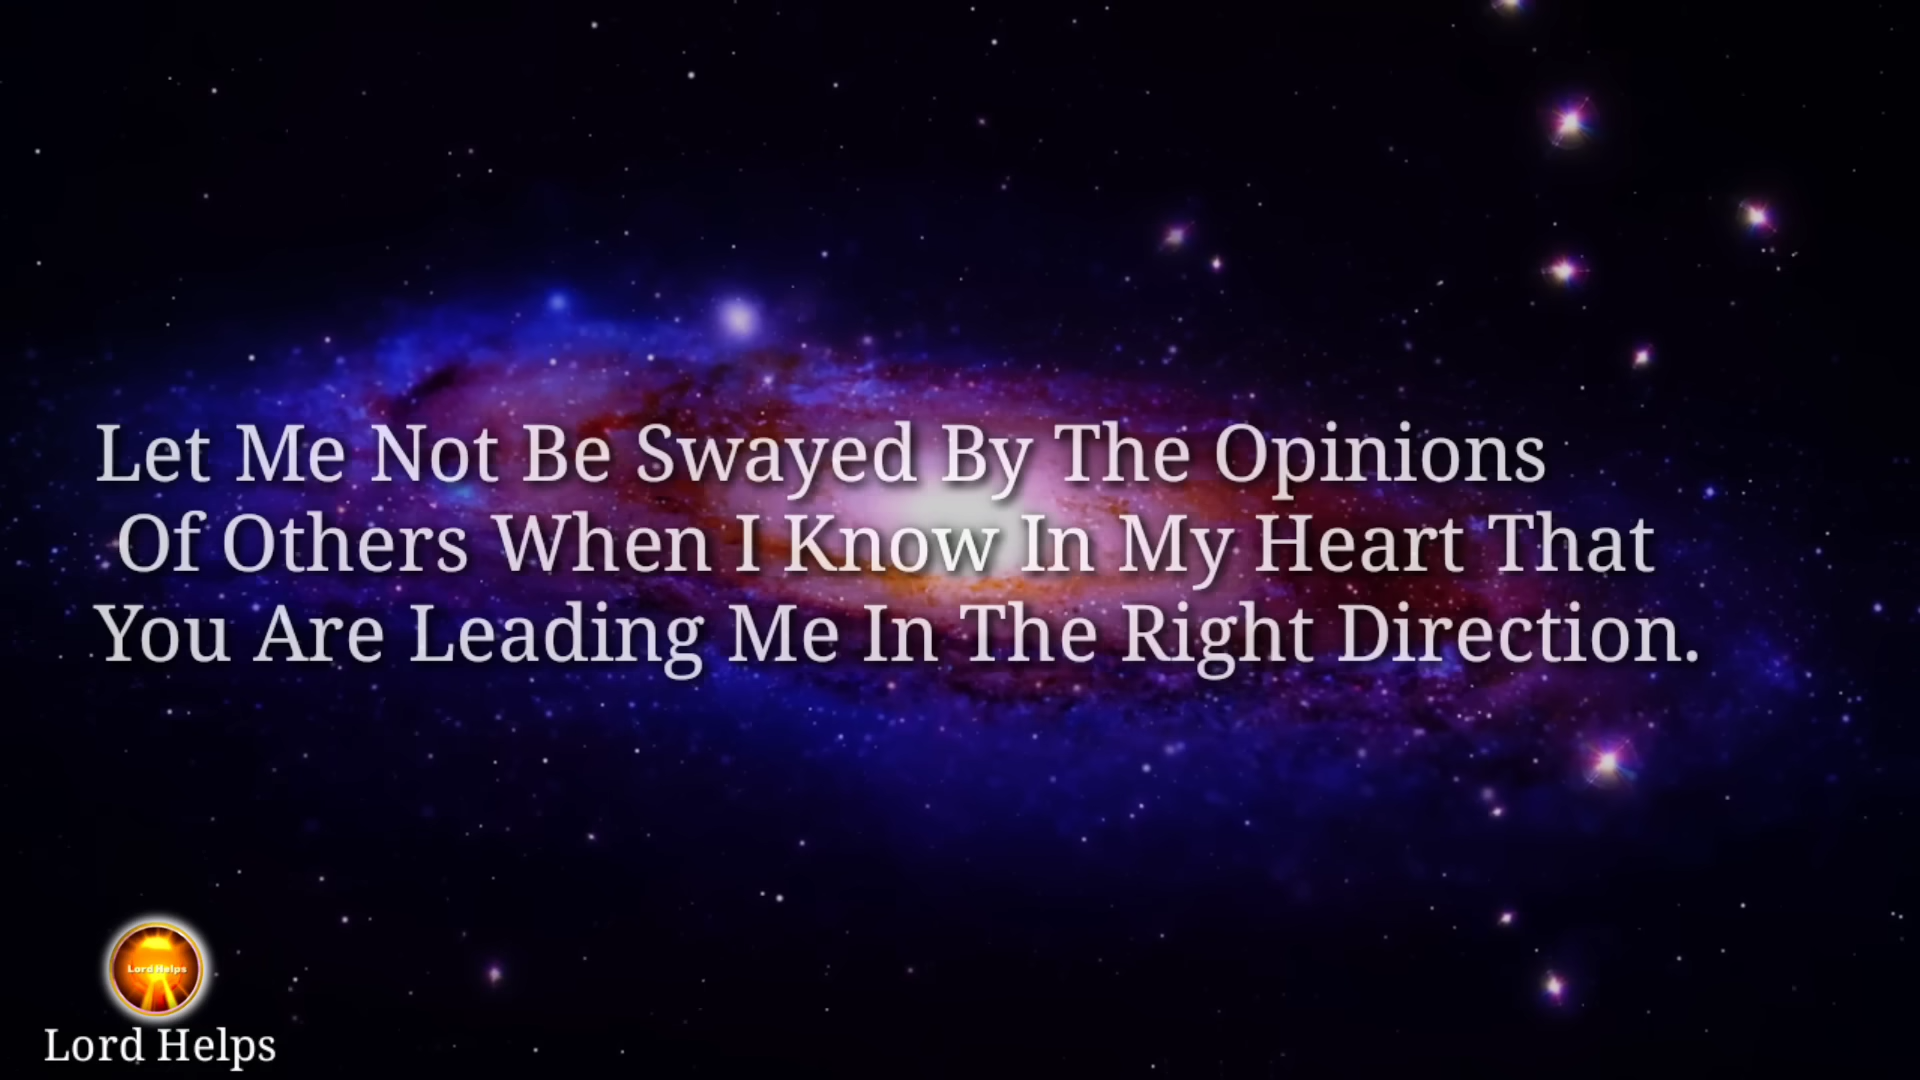 Let Me Not Be Swayed By The Opinions
Of Others When I Know In My Heart That
You Are Leading Me In The Right Direction.
Lord Helps
Lord Helps